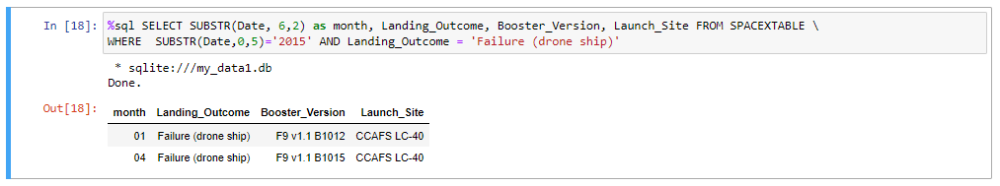 In [18]: %sql SELECT SUBSTR(Date, 6,2) as month, Landing_Outcome, Booster_Version, Launch_Site FROM SPACEXTABLE \
WHERE  SUBSTR(Date,0,5)='2015' AND Landing_Outcome = 'Failure (drone ship)'
* sqlite:///my_data1.db
Done.
Out[18]: month Landing_Outcome Booster_Version Launch_Site
01 Failure (drone ship) F9 v1.1 B1012 CCAFS LC-40
04 Failure (drone ship) F9 v1.1 B1015 CCAFS LC-40